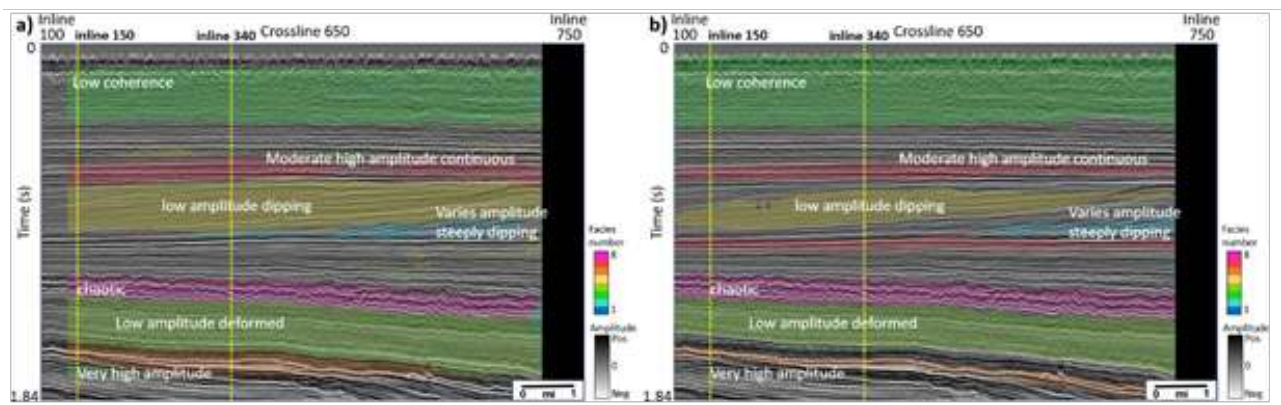 a) Inline 100 inline 150 inline 340 Crossline 650 Inline 750
0
Low coherence
Moderate high amplitude continuous
low amplitude dipping
Varies amplitude
steeply dipping
Time (s)
Facies
number
8
1
chaotic
Low amplitude deformed
Amplitude
Pos.
0
Neg
Very high amplitude
1.84
0 mi 1
b) Inline 100 inline 150 inline 340 Crossline 650 Inline 750
0
Low coherence
Moderate high amplitude continuous
low amplitude dipping
Varies amplitude
steeply dipping
Time (s)
Facies
number
8
1
chaotic
Low amplitude deformed
Amplitude
Pos.
0
Neg
Very high amplitude
1.84
0 mi 1